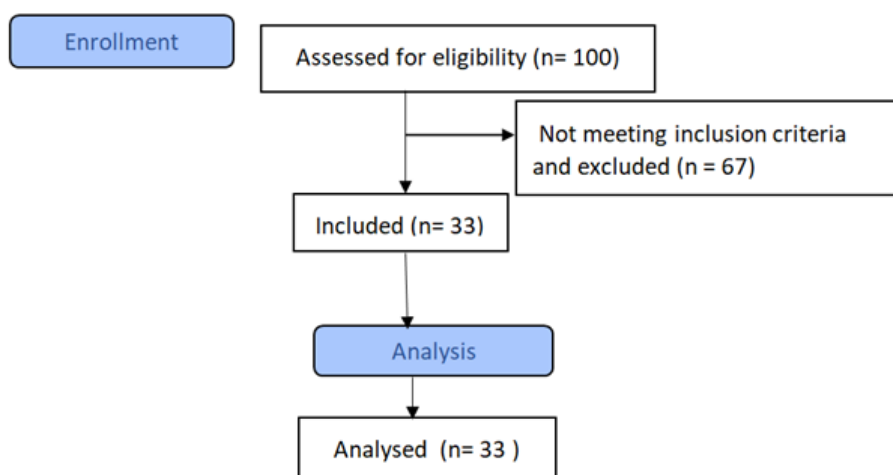 Enrollment
Assessed for eligibility (n= 100)
Not meeting inclusion criteria
and excluded (n = 67)
Included (n= 33)
Analysis
Analysed (n= 33 )